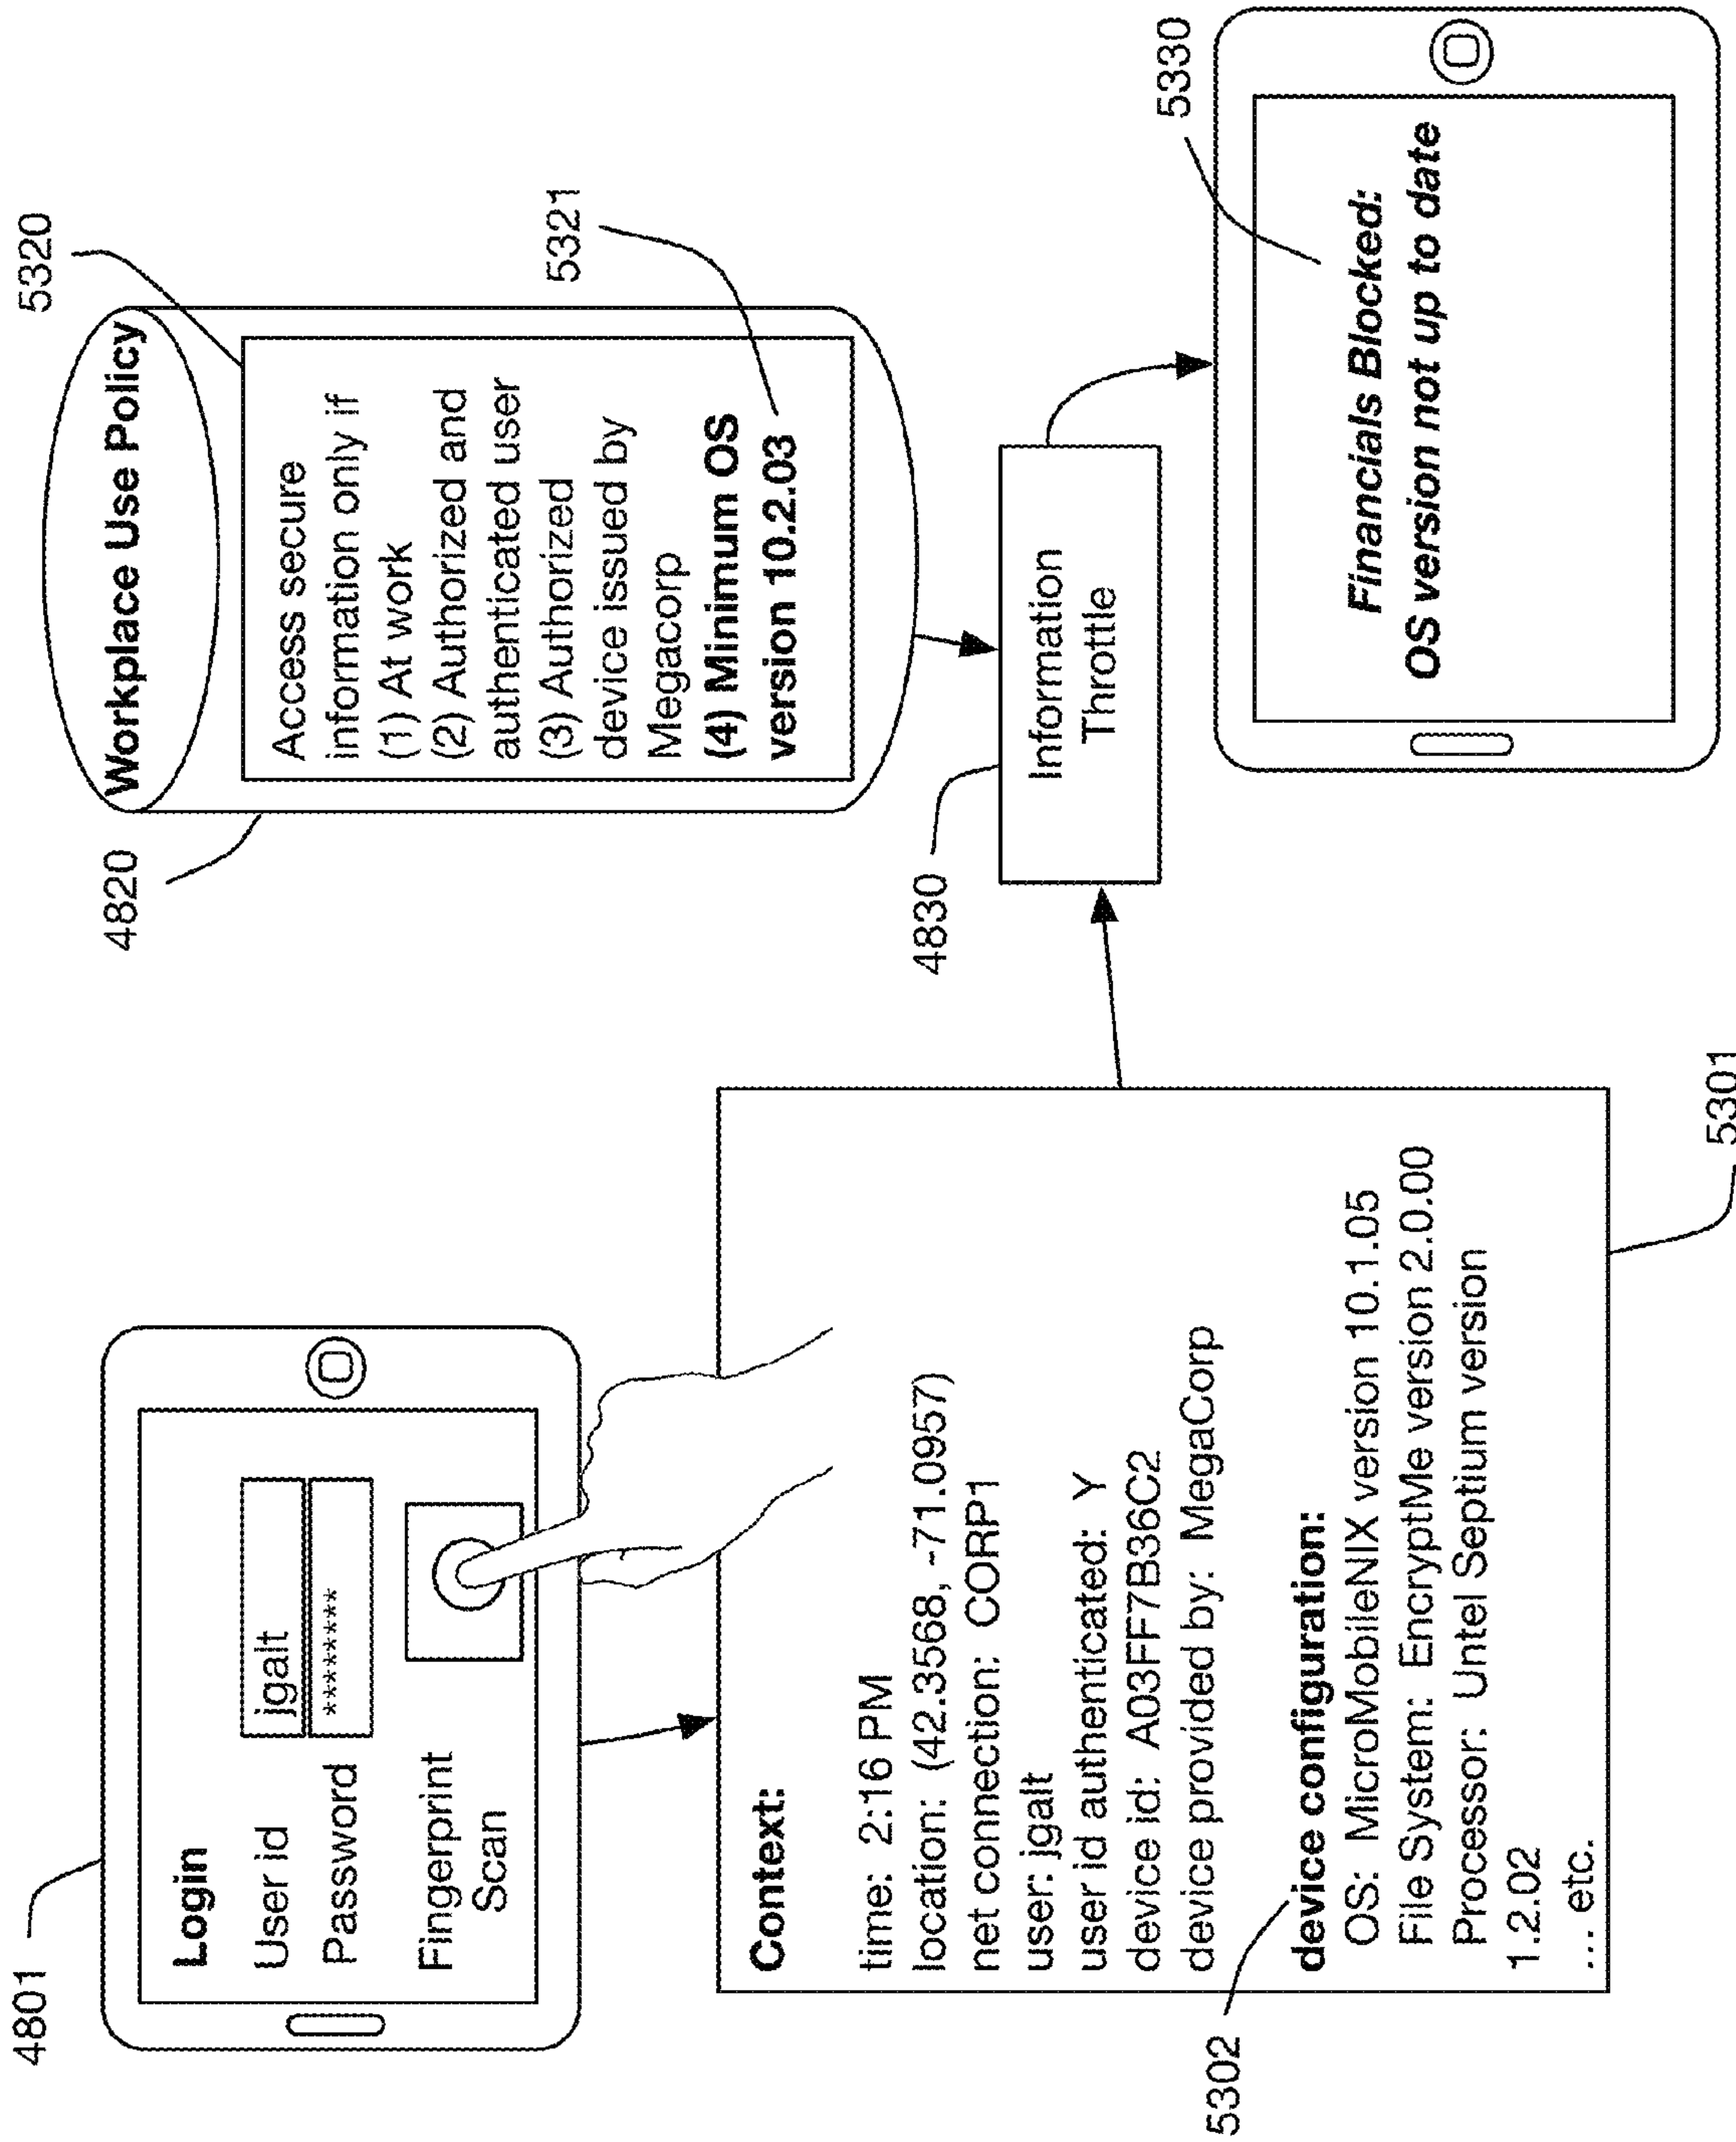 4801
Login
User id
jgalt
Password
********
Fingerprint
Scan
Context:
time: 2:16 PM
location: (42.3568, -71.0957)
net connection: CORP1
user: jgalt
user id authenticated: Y
device id: A03FF7B36C2
device provided by: MegaCorp
5302
device configuration:
OS: MicroMobileNIX version 10.1.05
File System: EncryptMe version 2.0.00
Processor: Untel Septium version
1.2.02
... etc.
5301
4820
Workplace Use Policy
5320
Access secure
information only if
(1) At work
(2) Authorized and
authenticated user
(3) Authorized
device issued by
Megacorp
(4) Minimum OS
version 10.2.03
5321
4830
Information
Throttle
5330
Financials Blocked:
OS version not up to date